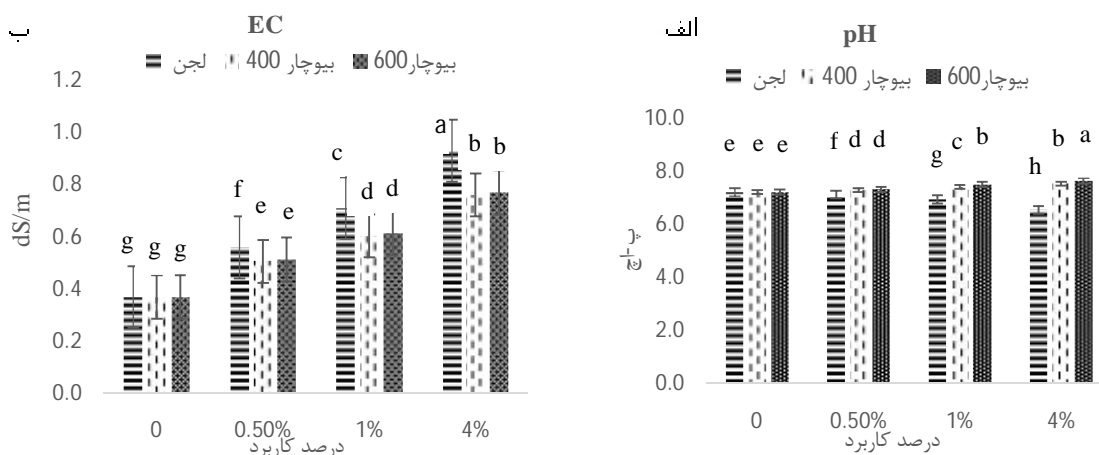 الف
pH
لجن بیوچار 400 بیوچار600
10.0
8.0
6.0
4.0
2.0
0.0
پ-اچ
e e e f d d g c b h b a
0 0.50% 1% 4%
درصد کاربرد
ب
EC
لجن بیوچار 400 بیوچار600
1.2
1.0
0.8
0.6
0.4
0.2
0.0
dS/m
g g g f e e c d d a b b
0 0.50% 1% 4%
درصد کاربرد